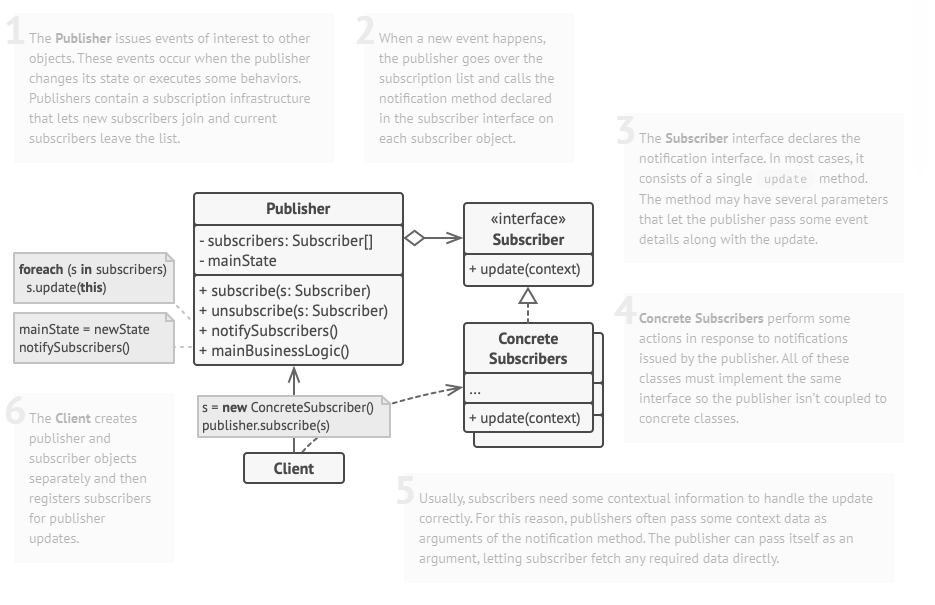 1
The Publisher issues events of interest to other
objects. These events occur when the publisher
changes its state or executes some behaviors.
Publishers contain a subscription infrastructure
that lets new subscribers join and current
subscribers leave the list.
2
When a new event happens,
the publisher goes over the
subscription list and calls the
notification method declared
in the subscriber interface on
each subscriber object.
3
The Subscriber interface declares the
notification interface. In most cases, it
consists of a single update method.
The method may have several parameters
that let the publisher pass some event
details along with the update.
Publisher
- subscribers: Subscriber[]
- mainState
+ subscribe(s: Subscriber)
+ unsubscribe(s: Subscriber)
+ notifySubscribers()
+ mainBusinessLogic()
«interface»
Subscriber
+ update(context)
foreach (s in subscribers)
s.update(this)
mainState = newState
notifySubscribers()
4
Concrete Subscribers perform some
actions in response to notifications
issued by the publisher. All of these
classes must implement the same
interface so the publisher isn't coupled to
concrete classes.
Concrete
Subscribers
...
+ update(context)
s = new ConcreteSubscriber()
publisher.subscribe(s)
Client
6
The Client creates
publisher and
subscriber objects
separately and then
registers subscribers
for publisher
updates.
5
Usually, subscribers need some contextual information to handle the update
correctly. For this reason, publishers often pass some context data as
arguments of the notification method. The publisher can pass itself as an
argument, letting subscriber fetch any required data directly.